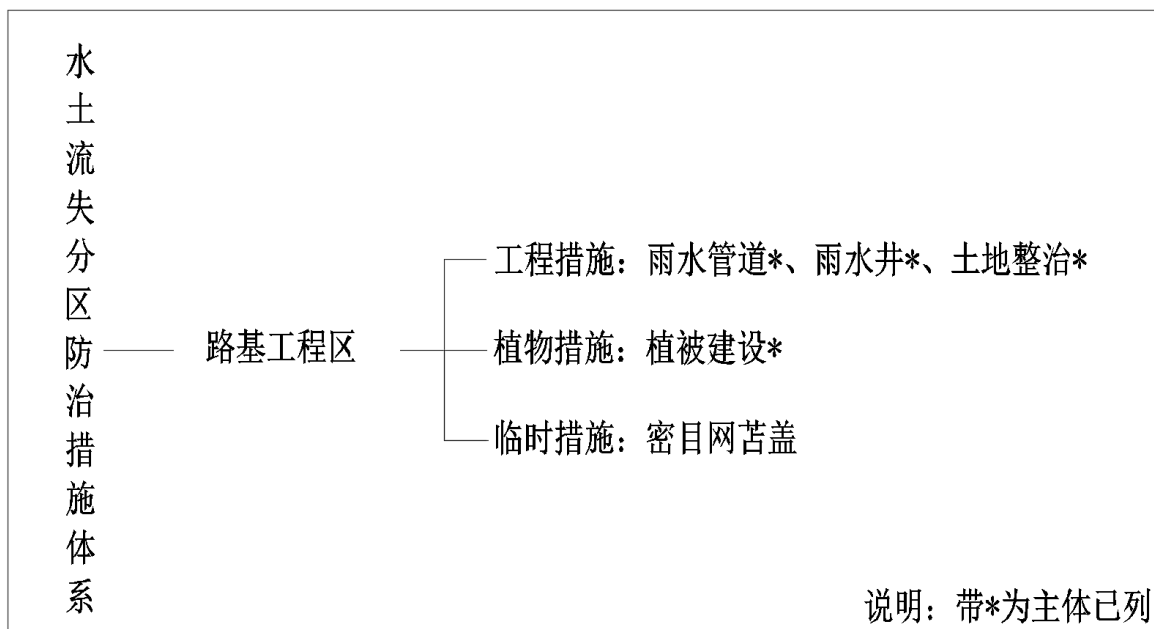 水土流失分区防治措施体系
路基工程区
工程措施：雨水管道*、雨水井*、土地整治*
植物措施：植被建设*
临时措施：密目网苫盖
说明：带*为主体已列